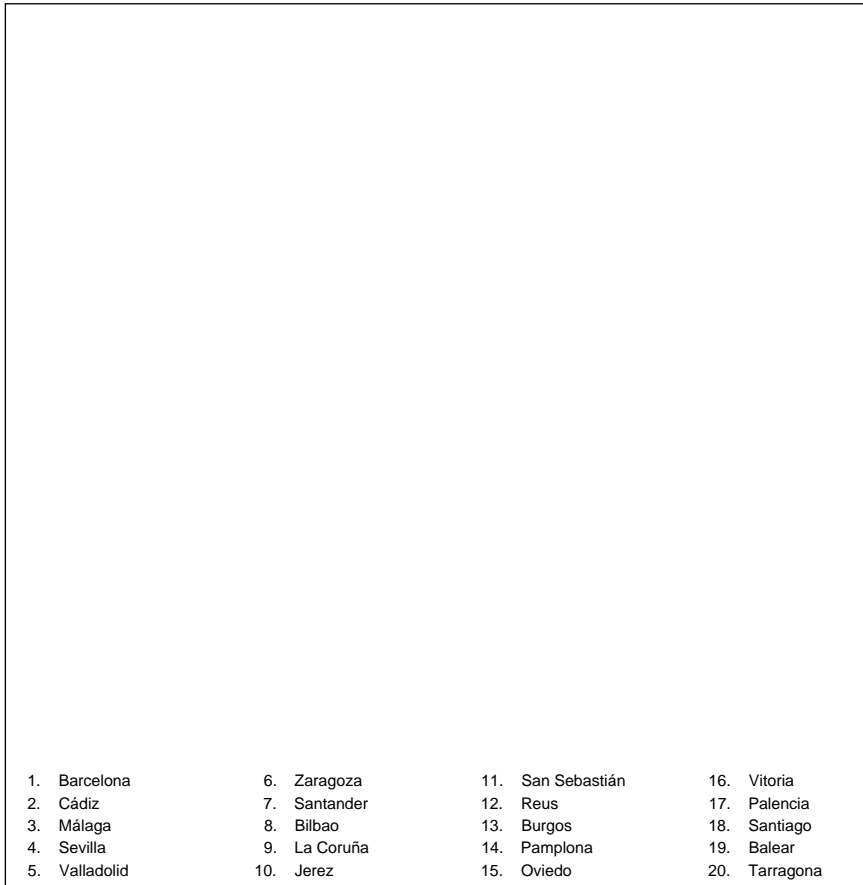 1. Barcelona
2. Cádiz
3. Málaga
4. Sevilla
5. Valladolid
6. Zaragoza
7. Santander
8. Bilbao
9. La Coruña
10. Jerez
11. San Sebastián
12. Reus
13. Burgos
14. Pamplona
15. Oviedo
16. Vitoria
17. Palencia
18. Santiago
19. Balear
20. Tarragona